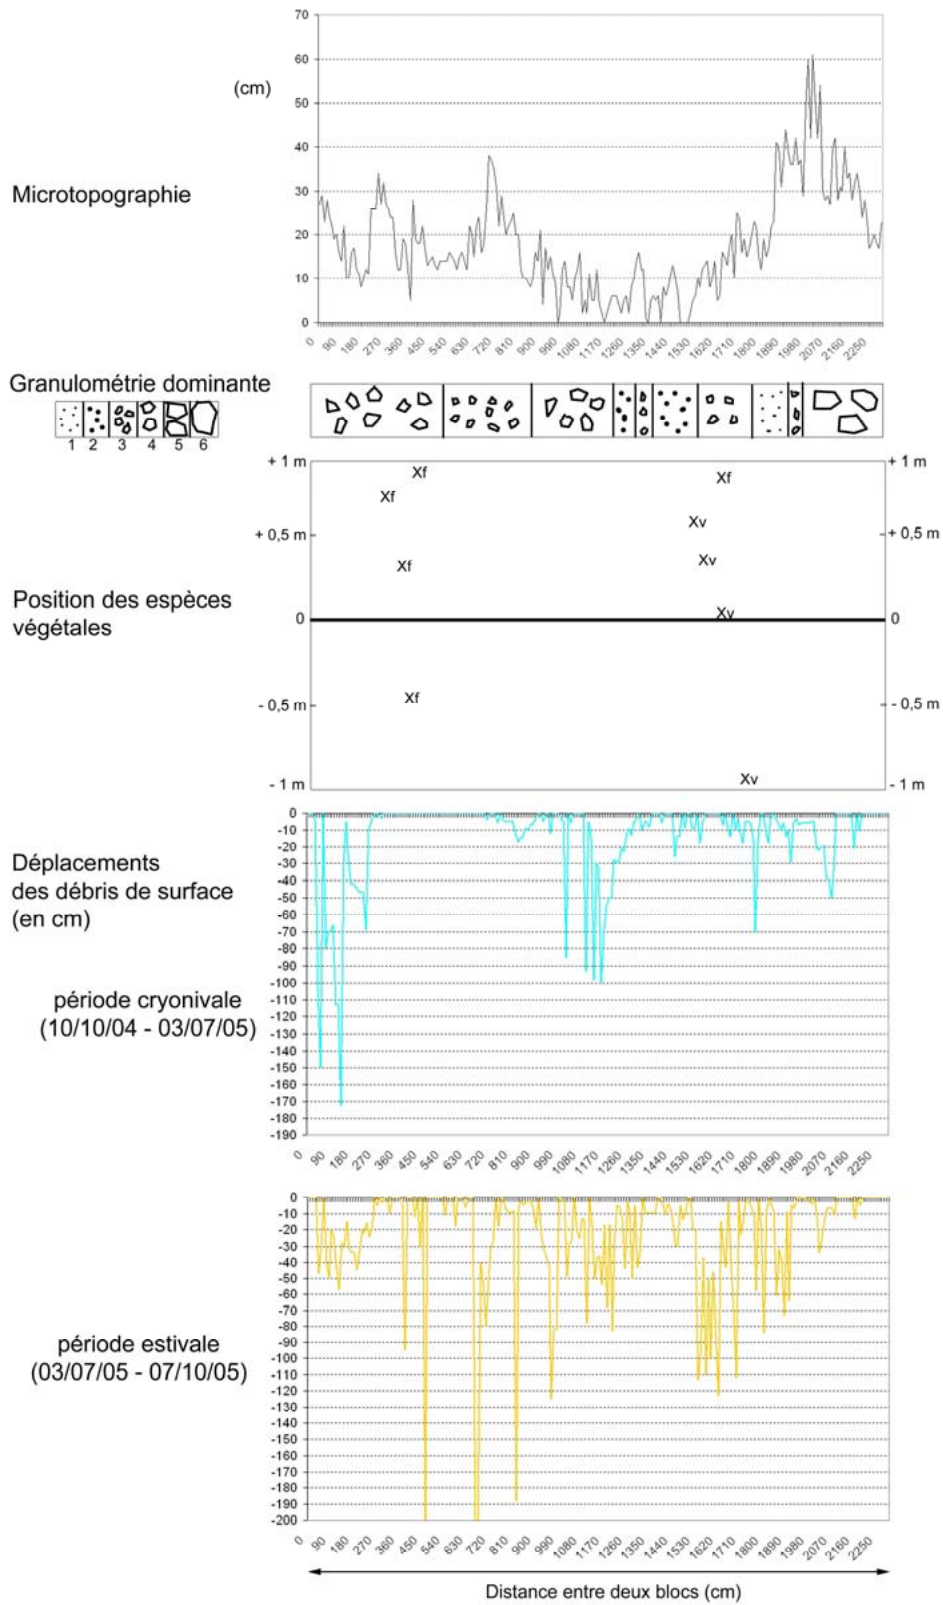 70
60
(cm)
50
40
Microtopographie
30
20
10
0
0 90 180 270 360 450 540 630 720 810 900 990 1080 1170 1260 1350 1440 1530 1620 1710 1800 1890 1980 2070 2160 2250
Granulométrie dominante
1 2 3 4 5 6
+ 1 m + 1 m
Xf Xf
Xf
Xv
+ 0,5 m + 0,5 m
Xf Xv
Position des espèces
végétales
Xv
0 0
Xf
- 0,5 m - 0,5 m
Xv
- 1 m - 1 m
Déplacements
des débris de surface
(en cm)
période cryonivale
(10/10/04 - 03/07/05)
0
-10
-20
-30
-40
-50
-60
-70
-80
-90
-100
-110
-120
-130
-140
-150
-160
-170
-180
-190
0 90 180 270 360 450 540 630 720 810 900 990 1080 1170 1260 1350 1440 1530 1620 1710 1800 1890 1980 2070 2160 2250
période estivale
(03/07/05 - 07/10/05)
0
-10
-20
-30
-40
-50
-60
-70
-80
-90
-100
-110
-120
-130
-140
-150
-160
-170
-180
-190
-200
0 90 180 270 360 450 540 630 720 810 900 990 1080 1170 1260 1350 1440 1530 1620 1710 1800 1890 1980 2070 2160 2250
Distance entre deux blocs (cm)